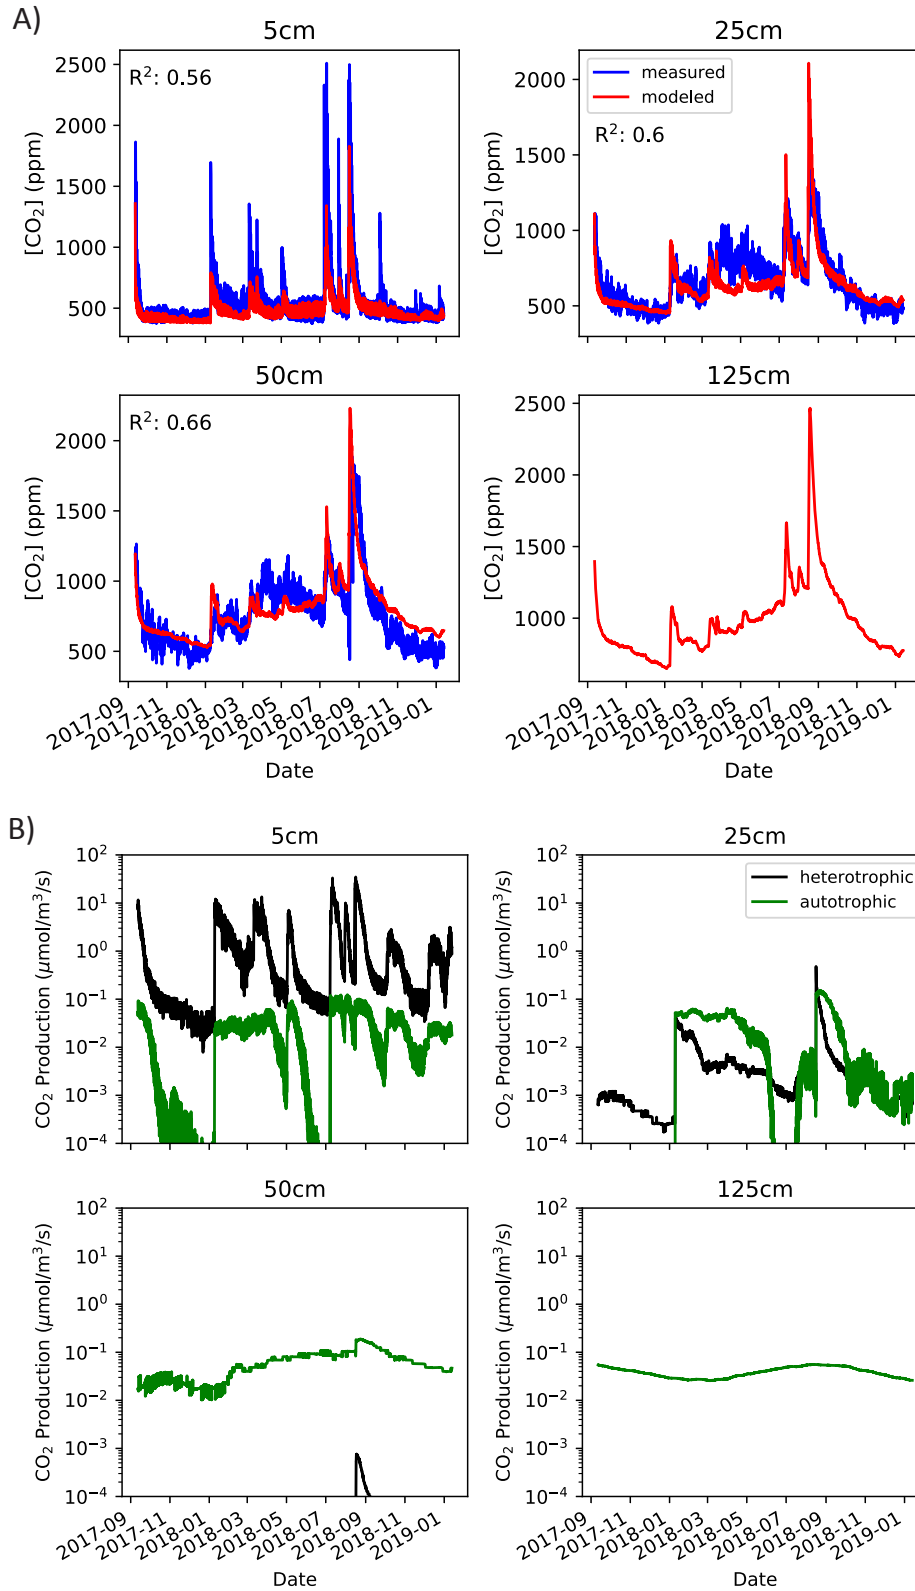 A)
5cm
25cm
[CO₂] (ppm)
2500
2000
1500
1000
500
R²: 0.56
[CO₂] (ppm)
2000
1500
1000
500
measured
modeled
R²: 0.6
50cm
125cm
[CO₂] (ppm)
2000
1500
1000
500
R²: 0.66
[CO₂] (ppm)
2500
2000
1500
1000
2017-09
2017-11
2018-01
2018-03
2018-05
2018-07
2018-09
2018-11
2019-01
Date
2017-09
2017-11
2018-01
2018-03
2018-05
2018-07
2018-09
2018-11
2019-01
Date
B)
5cm
25cm
CO₂ Production (μmol/m³/s)
10²
10¹
10⁰
10⁻¹
10⁻²
10⁻³
10⁻⁴
CO₂ Production (μmol/m³/s)
10²
10¹
10⁰
10⁻¹
10⁻²
10⁻³
10⁻⁴
heterotrophic
autotrophic
50cm
125cm
CO₂ Production (μmol/m³/s)
10²
10¹
10⁰
10⁻¹
10⁻²
10⁻³
10⁻⁴
CO₂ Production (μmol/m³/s)
10²
10¹
10⁰
10⁻¹
10⁻²
10⁻³
10⁻⁴
2017-09
2017-11
2018-01
2018-03
2018-05
2018-07
2018-09
2018-11
2019-01
Date
2017-09
2017-11
2018-01
2018-03
2018-05
2018-07
2018-09
2018-11
2019-01
Date